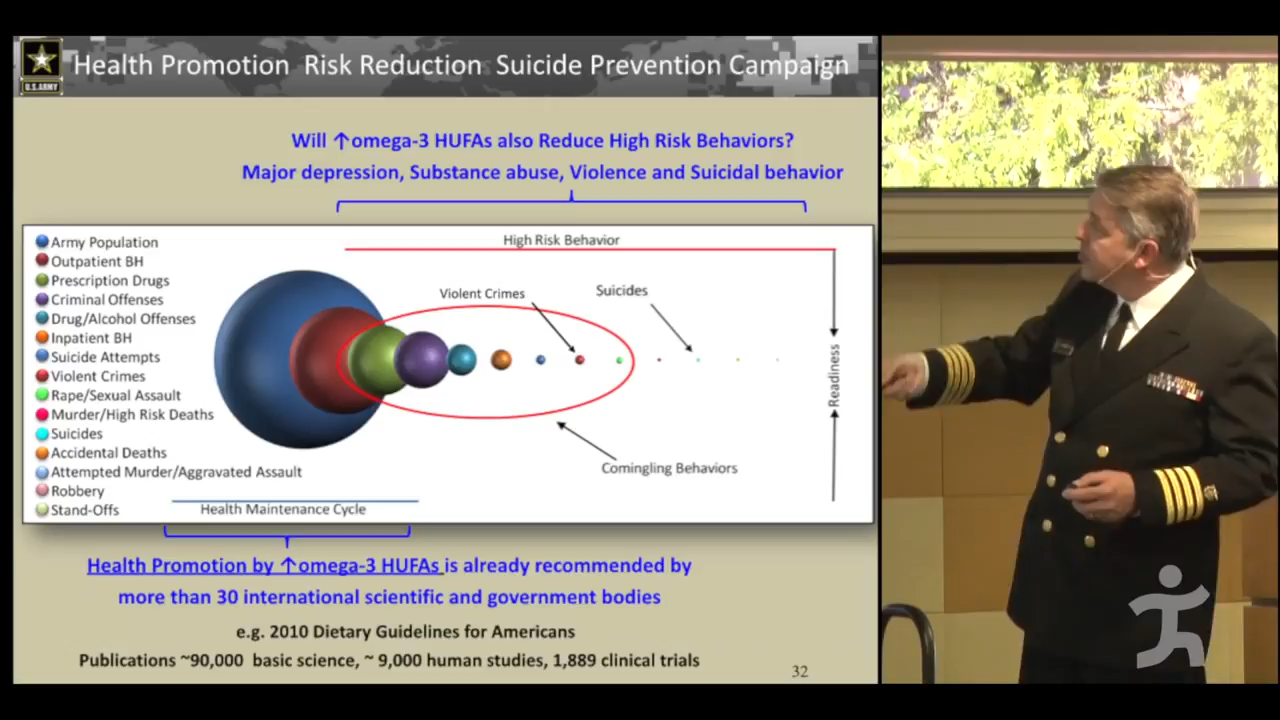 U.S.ARMY
Health Promotion Risk Reduction Suicide Prevention Campaign
Will ↑omega-3 HUFAs also Reduce High Risk Behaviors?
Major depression, Substance abuse, Violence and Suicidal behavior
Army Population
Outpatient BH
Prescription Drugs
Criminal Offenses
Drug/Alcohol Offenses
Inpatient BH
Suicide Attempts
Violent Crimes
Rape/Sexual Assault
Murder/High Risk Deaths
Suicides
Accidental Deaths
Attempted Murder/Aggravated Assault
Robbery
Stand-Offs
High Risk Behavior
Violent Crimes
Suicides
Readiness
Comingling Behaviors
Health Maintenance Cycle
Health Promotion by ↑omega-3 HUFAs is already recommended by
more than 30 international scientific and government bodies
e.g. 2010 Dietary Guidelines for Americans
Publications ~90,000 basic science, ~ 9,000 human studies, 1,889 clinical trials
32